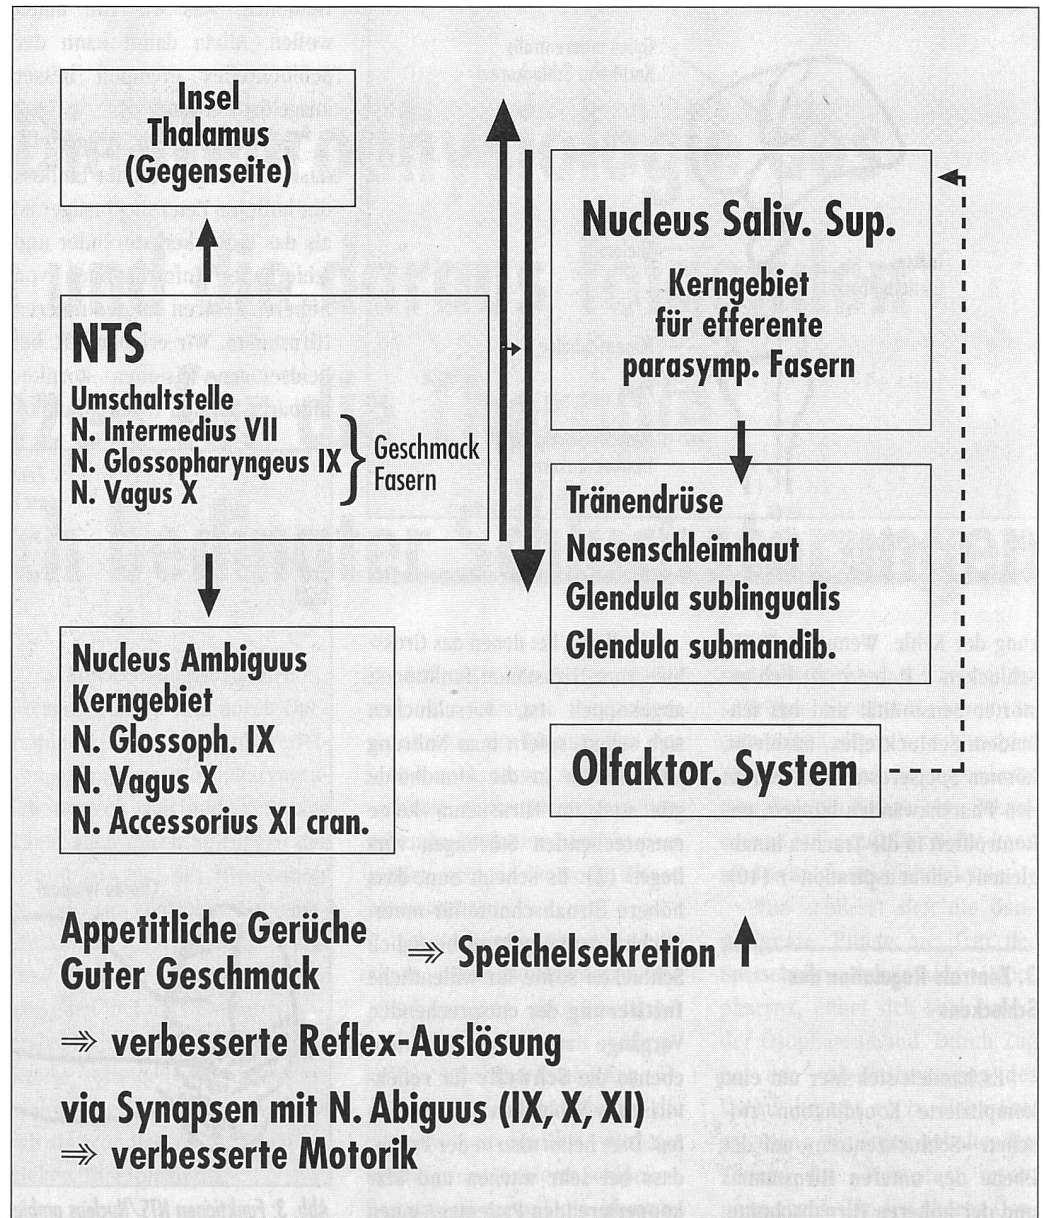 Insel
Thalamus
(Gegenseite)
NTS
Umschaltstelle
N. Intermedius VII
N. Glossopharyngeus IX
N. Vagus X
Geschmack
Fasern
Nucleus Ambiguus
Kerngebiet
N. Glossoph. IX
N. Vagus X
N. Accessorius XI cran.
Nucleus Saliv. Sup.
Kerngebiet
für efferente
parasymp. Fasern
Tränendrüse
Nasenschleimhaut
Glendula sublingualis
Glendula submandib.
Olfaktor. System
Appetitliche Gerüche
Guter Geschmack ⇒ Speichelsekretion ↑
⇒ verbesserte Reflex-Auslösung
via Synapsen mit N. Abiguus (IX, X, XI)
⇒ verbesserte Motorik